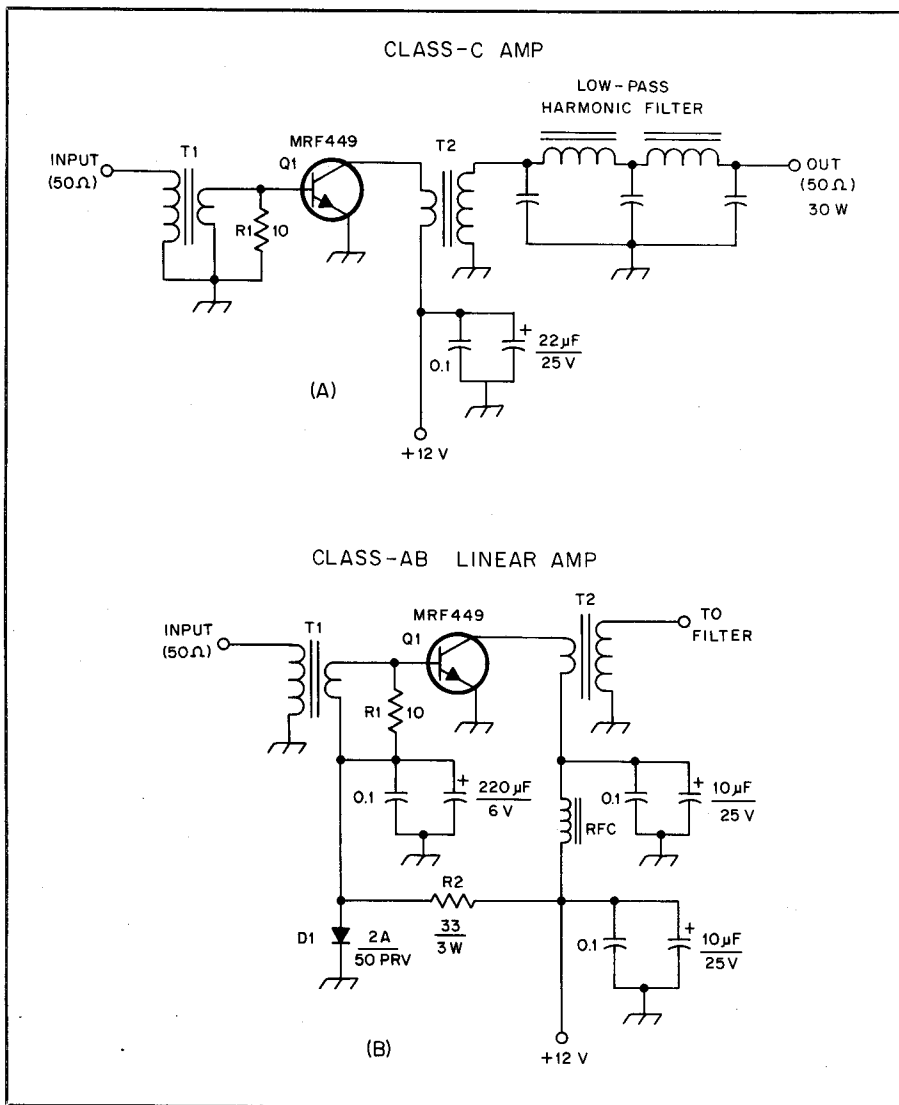 CLASS-C AMP
LOW-PASS
HARMONIC FILTER
MRF449
T1
Q1
T2
INPUT
(50Ω)
OUT
(50Ω)
30 W
R1
10
+
22µF
25 V
0.1
(A)
+12 V
CLASS-AB LINEAR AMP
T2
MRF449
TO
FILTER
INPUT
(50Ω)
T1
Q1
R1
10
0.1
+
220µF
6 V
0.1
+
10µF
25 V
RFC
R2
33
3 W
D1
2A
50 PRV
0.1
+
10µF
25V
(B)
+12 V